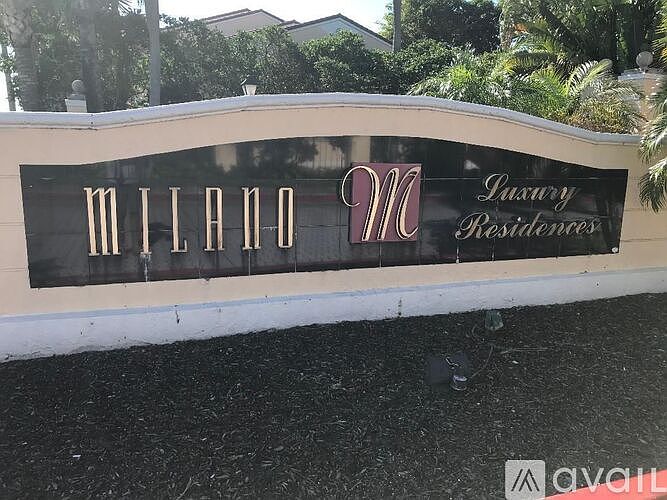 MILANO
M
Luxury
Residences
avail